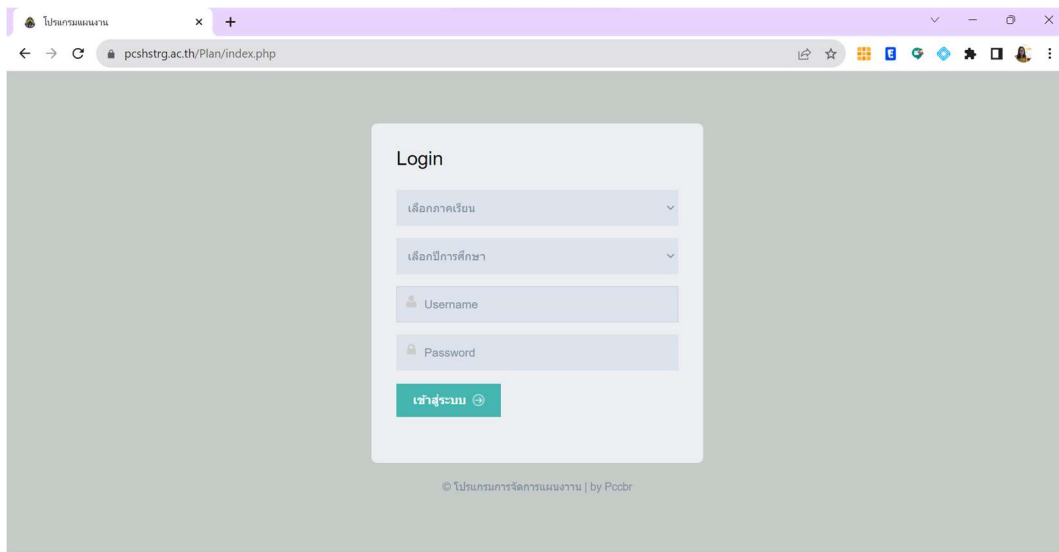 โปรแกรมแผนงาน
pcshstrg.ac.th/Plan/index.php
Login
เลือกภาคเรียน
เลือกปีการศึกษา
Username
Password
เข้าสู่ระบบ
© โปรแกรมการจัดการแผนงาาน | by Pccbr